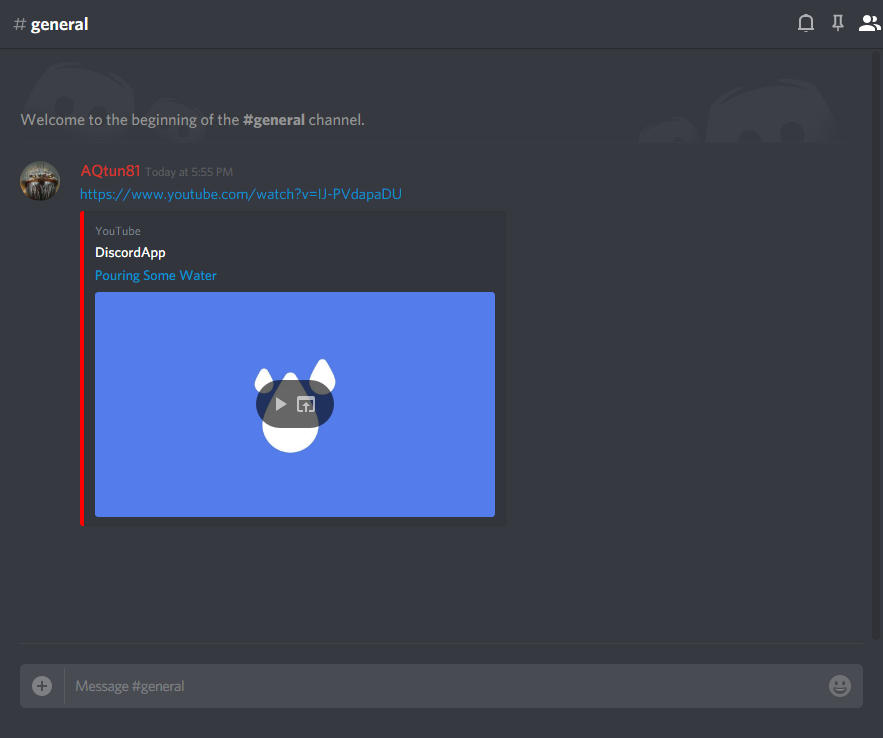 # general
Welcome to the beginning of the #general channel.
AQtun81 Today at 5:55 PM
https://www.youtube.com/watch?v=IJ-PVdapaDU
YouTube
DiscordApp
Pouring Some Water
Message #general